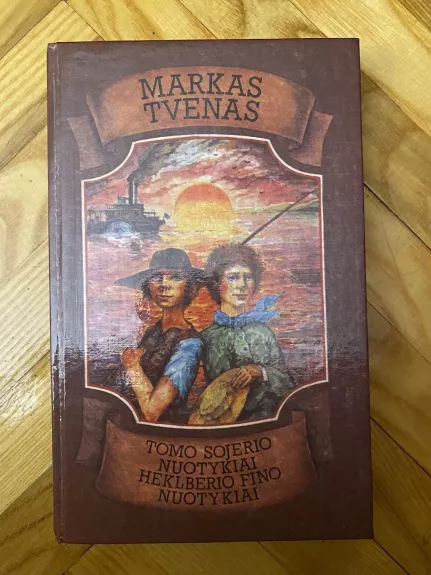 MARKAS
TVENAS
TOMO SOJERIO
NUOTYKIAI
HEKLBERIO FINO
NUOTYKIAI